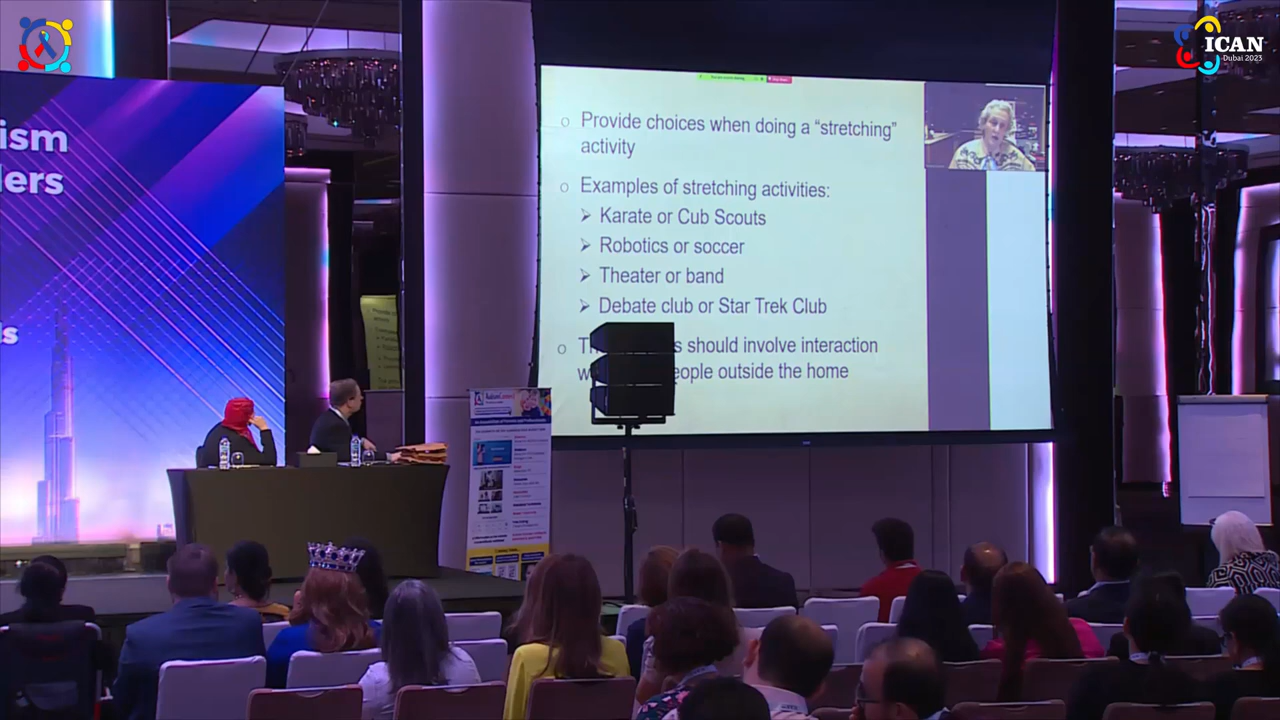 ICAN
Dubai 2023
ism
ders
s
o Provide choices when doing a “stretching”
activity
o Examples of stretching activities:
➢ Karate or Cub Scouts
➢ Robotics or soccer
➢ Theater or band
➢ Debate club or Star Trek Club
o Th s should involve interaction
w eople outside the home